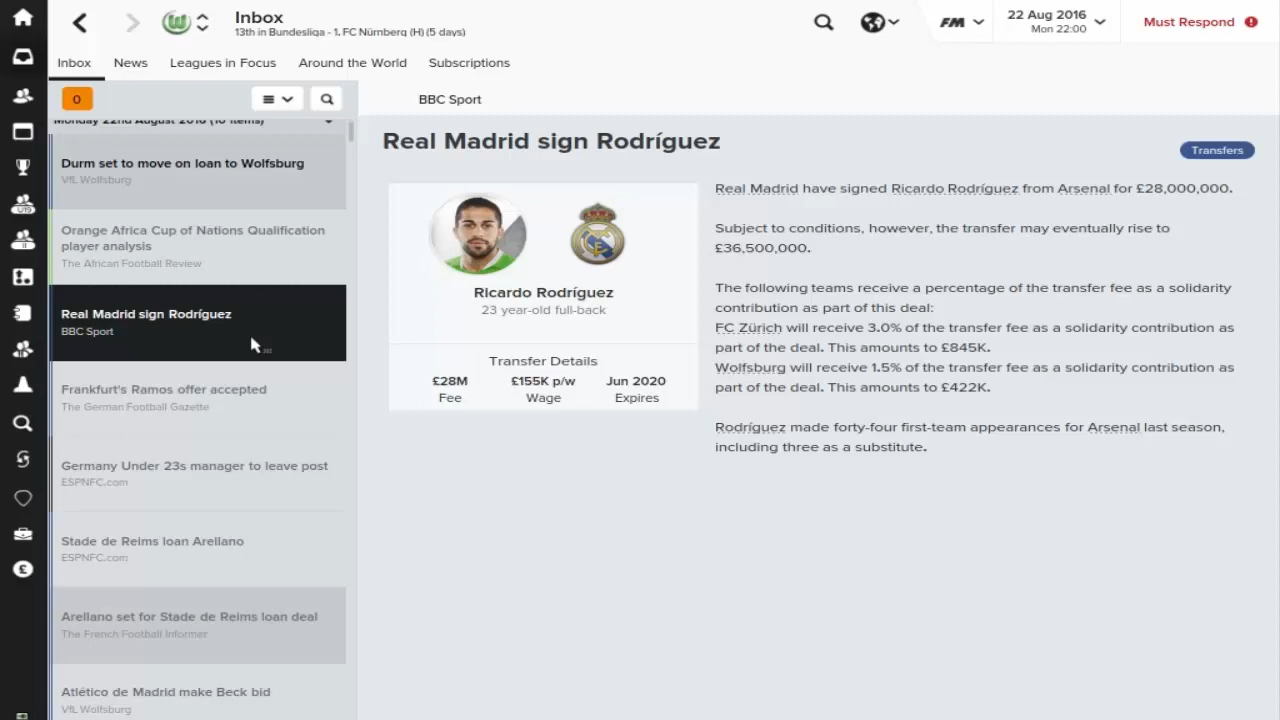 Inbox
13th in Bundesliga - 1. FC Nürnberg (H) (5 days)
FM
22 Aug 2016
Mon 22:00
Must Respond
Inbox
News
Leagues in Focus
Around the World
Subscriptions
0
BBC Sport
Monday 22nd August 2016 (10 items)
Durm set to move on loan to Wolfsburg
VfL Wolfsburg
Orange Africa Cup of Nations Qualification
player analysis
The African Football Review
Real Madrid sign Rodríguez
BBC Sport
Frankfurt's Ramos offer accepted
The German Football Gazette
Germany Under 23s manager to leave post
ESPNFC.com
Stade de Reims loan Arellano
ESPNFC.com
Arellano set for Stade de Reims loan deal
The French Football Informer
Atlético de Madrid make Beck bid
VfL Wolfsburg
Real Madrid sign Rodríguez
Transfers
Ricardo Rodríguez
23 year-old full-back
Transfer Details
£28M £155K p/w Jun 2020
Fee Wage Expires
Real Madrid have signed Ricardo Rodríguez from Arsenal for £28,000,000.
Subject to conditions, however, the transfer may eventually rise to
£36,500,000.
The following teams receive a percentage of the transfer fee as a solidarity
contribution as part of this deal:
FC Zürich will receive 3.0% of the transfer fee as a solidarity contribution as
part of the deal. This amounts to £845K.
Wolfsburg will receive 1.5% of the transfer fee as a solidarity contribution as
part of the deal. This amounts to £422K.
Rodríguez made forty-four first-team appearances for Arsenal last season,
including three as a substitute.
U19
II